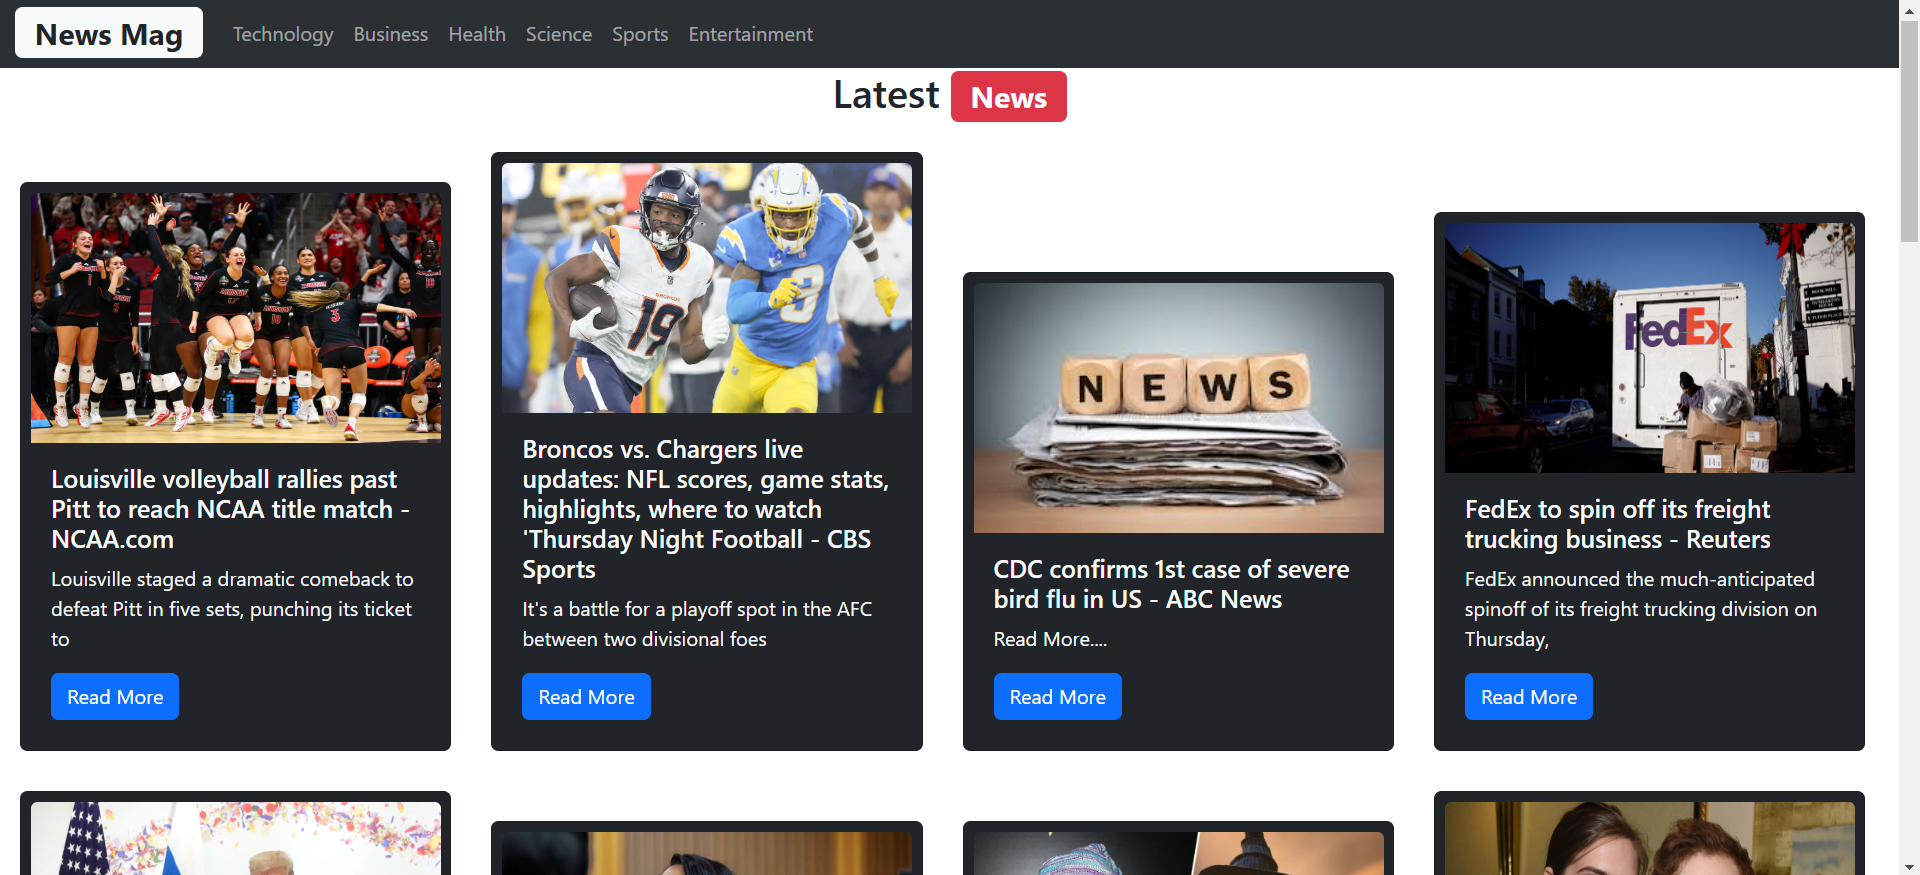 News Mag
Technology Business Health Science Sports Entertainment
Latest News
Louisville volleyball rallies past
Pitt to reach NCAA title match -
NCAA.com
Louisville staged a dramatic comeback to
defeat Pitt in five sets, punching its ticket
to
Read More
19
3
Broncos vs. Chargers live
updates: NFL scores, game stats,
highlights, where to watch
'Thursday Night Football - CBS
Sports
It's a battle for a playoff spot in the AFC
between two divisional foes
Read More
NEWS
CDC confirms 1st case of severe
bird flu in US - ABC News
Read More....
Read More
FedEx
FedEx to spin off its freight
trucking business - Reuters
FedEx announced the much-anticipated
spinoff of its freight trucking division on
Thursday,
Read More